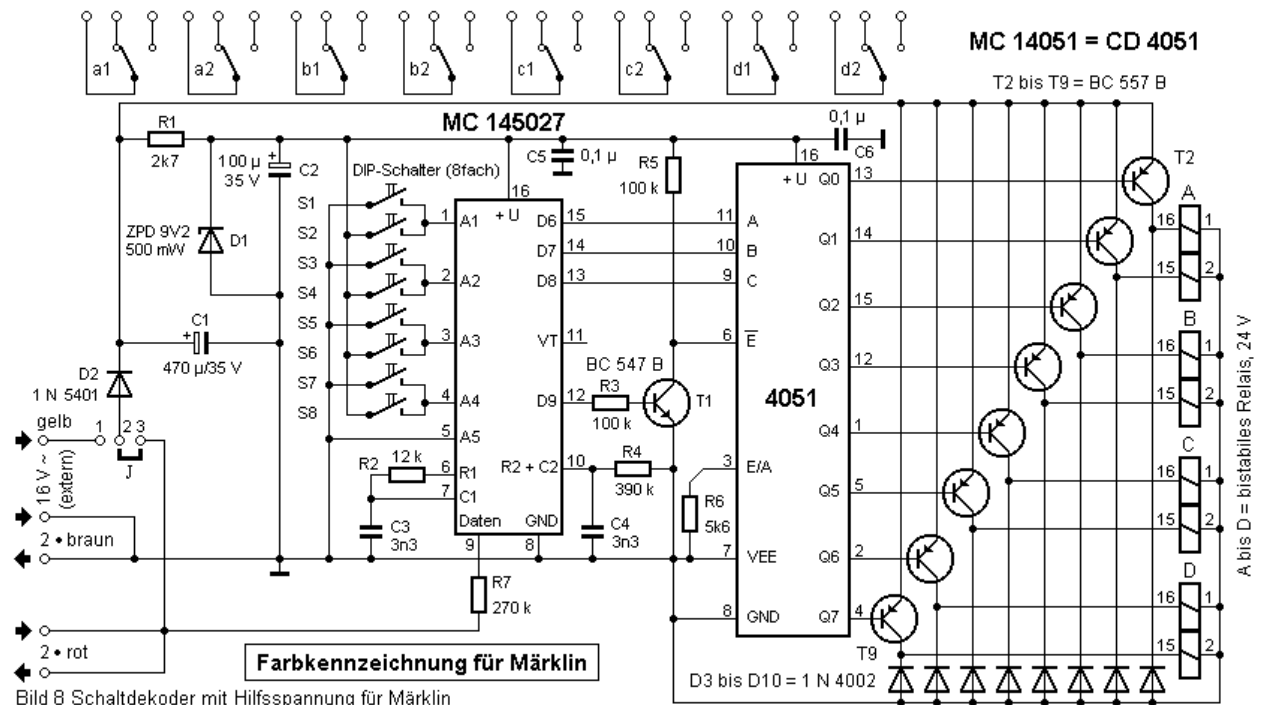 a1 a2 b1 b2 c1 c2 d1 d2
MC 14051 = CD 4051
T2 bis T9 = BC 557 B
R1
2k7
100 µ
35 V
+
C2
MC 145027
DIP-Schalter (8fach)
C5
0,1 µ
R5
100 k
0,1 µ
C6
ZPD 9V2
500 mW
D1
S1
S2
S3
S4
S5
S6
S7
S8
16
+ U
1 A1
2 A2
3 A3
4 A4
5 A5
6 R1
7 C1
Daten
9
GND
8
D6 15
D7 14
D8 13
VT 11
D9 12
R2 + C2 10
C1
+
470 µ/35 V
D2
1 N 5401
gelb
1 2 3
J
16 V ~
(extern)
2 • braun
2 • rot
R2
12 k
C3
3n3
R7
270 k
C4
3n3
R4
390 k
BC 547 B
R3
100 k
T1
R6
5k6
16
+ U
4051
11 A
10 B
9 C
6 E
3 E/A
7 VEE
8 GND
Q0 13
Q1 14
Q2 15
Q3 12
Q4 1
Q5 5
Q6 2
Q7 4
T2
T9
A
16 1
15 2
B
16 1
15 2
C
16 1
15 2
D
16 1
15 2
A bis D = bistabiles Relais, 24 V
D3 bis D10 = 1 N 4002
Farbkennzeichnung für Märklin
Bild 8 Schaltdekoder mit Hilfsspannung für Märklin